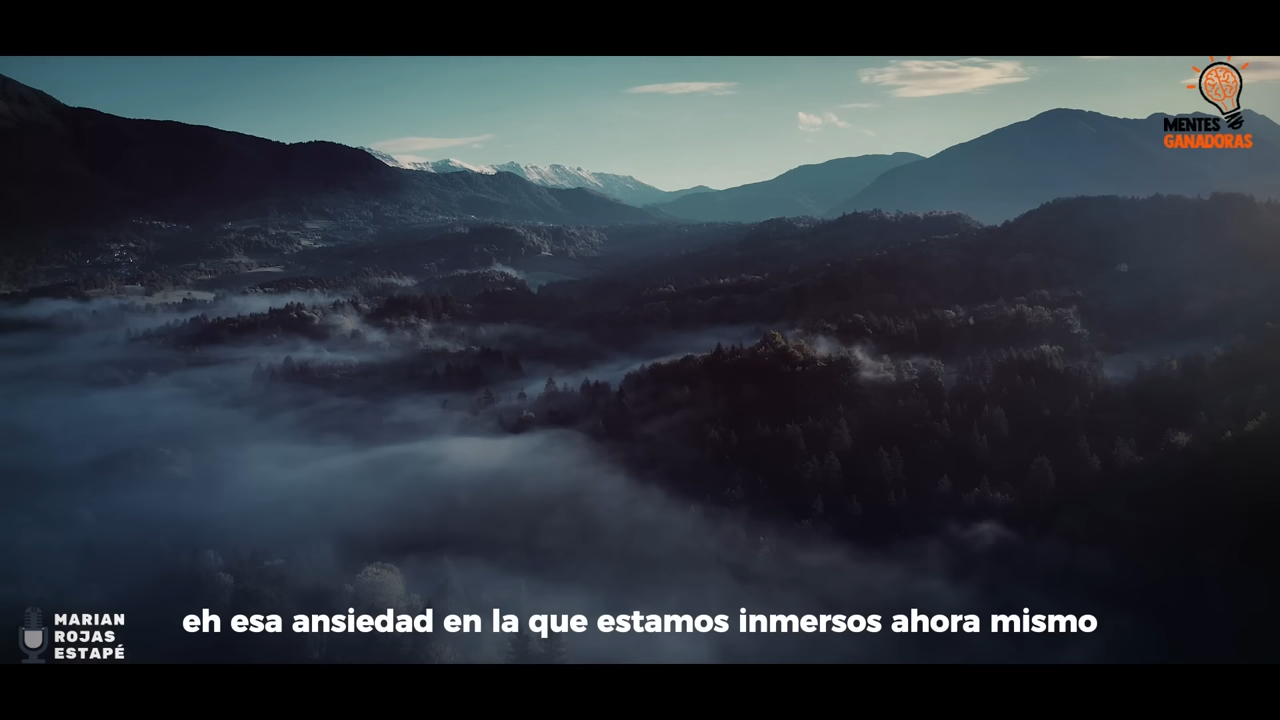 MENTES
GANADORAS
eh esa ansiedad en la que estamos inmersos ahora mismo
MARIAN
ROJAS
ESTAPÉ